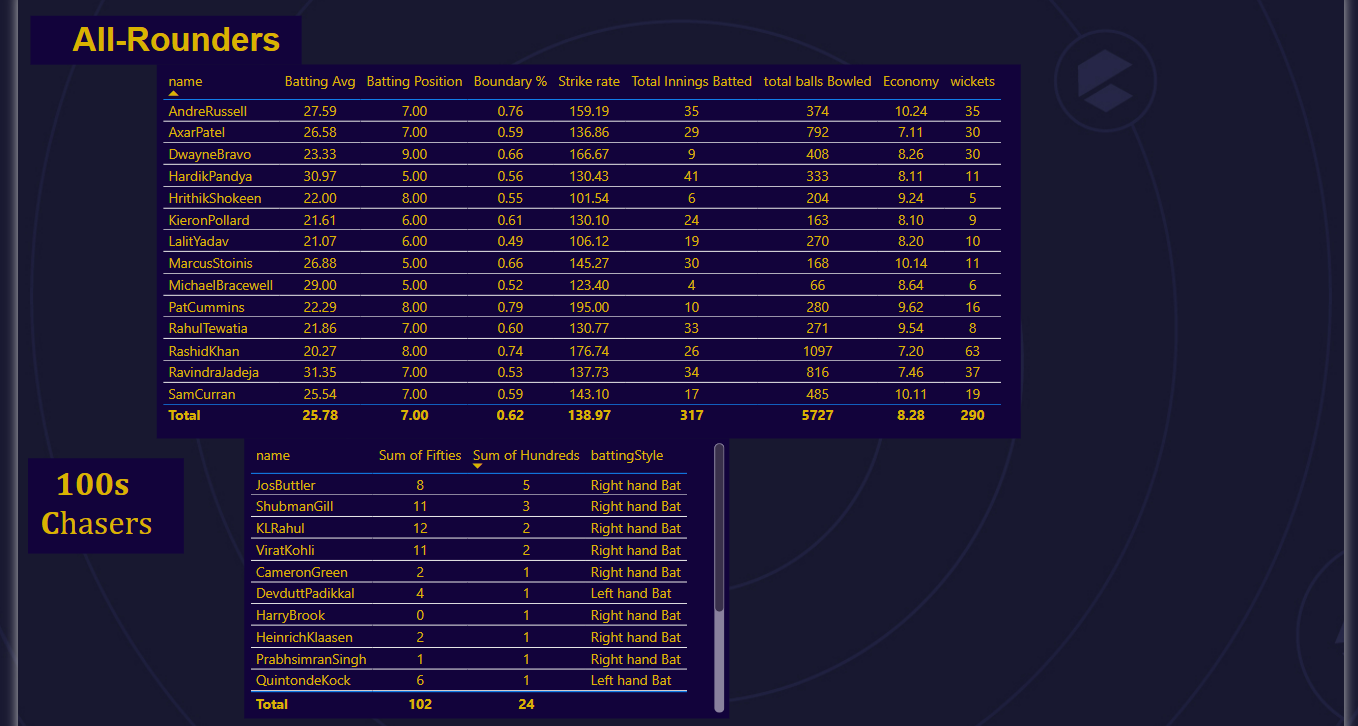 All-Rounders
name Batting Avg Batting Position Boundary % Strike rate Total Innings Batted total balls Bowled Economy wickets
AndreRussell 27.59 7.00 0.76 159.19 35 374 10.24 35
AxarPatel 26.58 7.00 0.59 136.86 29 792 7.11 30
DwayneBravo 23.33 9.00 0.66 166.67 9 408 8.26 30
HardikPandya 30.97 5.00 0.56 130.43 41 333 8.11 11
HrithikShokeen 22.00 8.00 0.55 101.54 6 204 9.24 5
KieronPollard 21.61 6.00 0.61 130.10 24 163 8.10 9
LalitYadav 21.07 6.00 0.49 106.12 19 270 8.20 10
MarcusStoinis 26.88 5.00 0.66 145.27 30 168 10.14 11
MichaelBracewell 29.00 5.00 0.52 123.40 4 66 8.64 6
PatCummins 22.29 8.00 0.79 195.00 10 280 9.62 16
RahulTewatia 21.86 7.00 0.60 130.77 33 271 9.54 8
RashidKhan 20.27 8.00 0.74 176.74 26 1097 7.20 63
RavindraJadeja 31.35 7.00 0.53 137.73 34 816 7.46 37
SamCurran 25.54 7.00 0.59 143.10 17 485 10.11 19
Total 25.78 7.00 0.62 138.97 317 5727 8.28 290
100s
Chasers
name Sum of Fifties Sum of Hundreds battingStyle
JosButtler 8 5 Right hand Bat
ShubmanGill 11 3 Right hand Bat
KLRahul 12 2 Right hand Bat
ViratKohli 11 2 Right hand Bat
CameronGreen 2 1 Right hand Bat
DevduttPadikkal 4 1 Left hand Bat
HarryBrook 0 1 Right hand Bat
HeinrichKlaasen 2 1 Right hand Bat
PrabhsimranSingh 1 1 Right hand Bat
QuintondeKock 6 1 Left hand Bat
Total 102 24